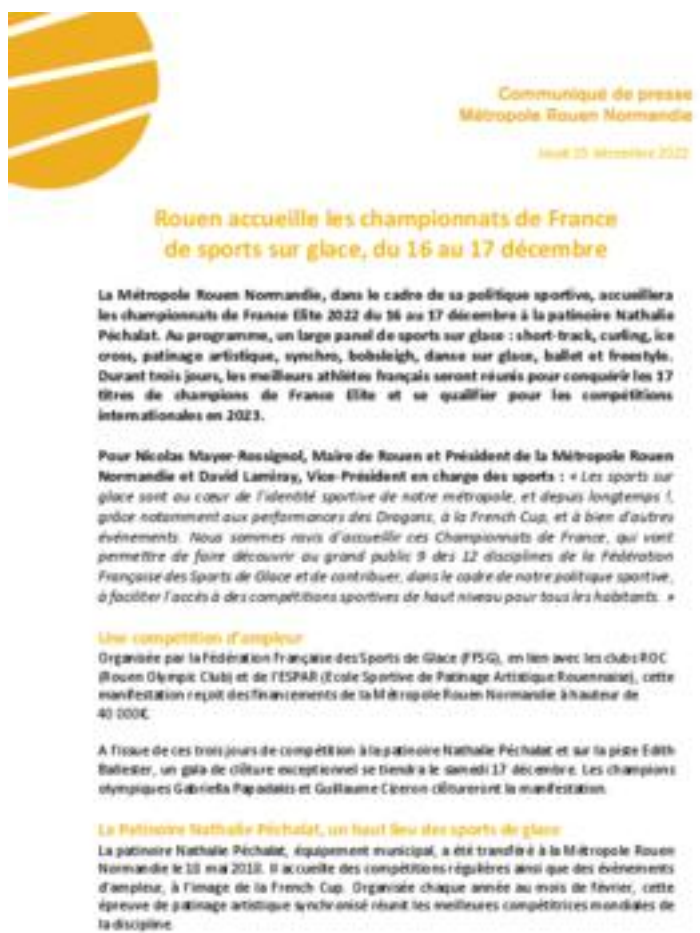 Communiqué de presse
Métropole Rouen Normandie
Jeudi 15 décembre 2022
Rouen accueille les championnats de France
de sports sur glace, du 16 au 17 décembre
La Métropole Rouen Normandie, dans le cadre de sa politique sportive, accueillera
les championnats de France Elite 2022 du 16 au 17 décembre à la patinoire Nathalie
Péchalat. Au programme, un large panel de sports sur glace : short-track, curling, ice
cross, patinage artistique, synchro, bobsleigh, danse sur glace, ballet et freestyle.
Durant trois jours, les meilleurs athlètes français seront réunis pour conquérir les 17
titres de champions de France Elite et se qualifier pour les compétitions
internationales en 2023.
Pour Nicolas Mayer-Rossignol, Maire de Rouen et Président de la Métropole Rouen
Normandie et David Lamiray, Vice-Président en charge des sports : « Les sports sur
glace sont au cœur de l'identité sportive de notre métropole, et depuis longtemps !,
grâce notamment aux performances des Dragons, à la French Cup, et à bien d'autres
événements. Nous sommes ravis d'accueillir ces Championnats de France, qui vont
permettre de faire découvrir au grand public 9 des 12 disciplines de la Fédération
Française des Sports de Glace et de contribuer, dans le cadre de notre politique sportive,
à faciliter l'accès à des compétitions sportives de haut niveau pour tous les habitants. »
Une compétition d'ampleur
Organisée par la Fédération Française des Sports de Glace (FFSG), en lien avec les clubs ROC
(Rouen Olympic Club) et de l'ESPAR (Ecole Sportive de Patinage Artistique Rouennaise), cette
manifestation reçoit des financements de la Métropole Rouen Normandie à hauteur de
40 000€.
A l'issue de ces trois jours de compétition à la patinoire Nathalie Péchalat et sur la piste Edith
Ballester, un gala de clôture exceptionnel se tiendra le samedi 17 décembre. Les champions
olympiques Gabriella Papadakis et Guillaume Cizeron clôtureront la manifestation.
La Patinoire Nathalie Péchalat, un haut lieu des sports de glace
La patinoire Nathalie Péchalat, équipement municipal, a été transféré à la Métropole Rouen
Normandie le 18 mai 2018. Il accueille des compétitions régulières ainsi que des évènements
d'ampleur, à l'image de la French Cup. Organisée chaque année au mois de février, cette
épreuve de patinage artistique synchronisé réunit les meilleures compétitrices mondiales de
la discipline.